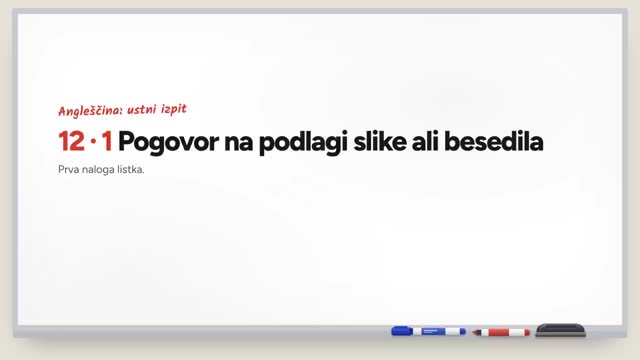 Angleščina: ustni izpit
12 · 1 Pogovor na podlagi slike ali besedila
Prva naloga listka.